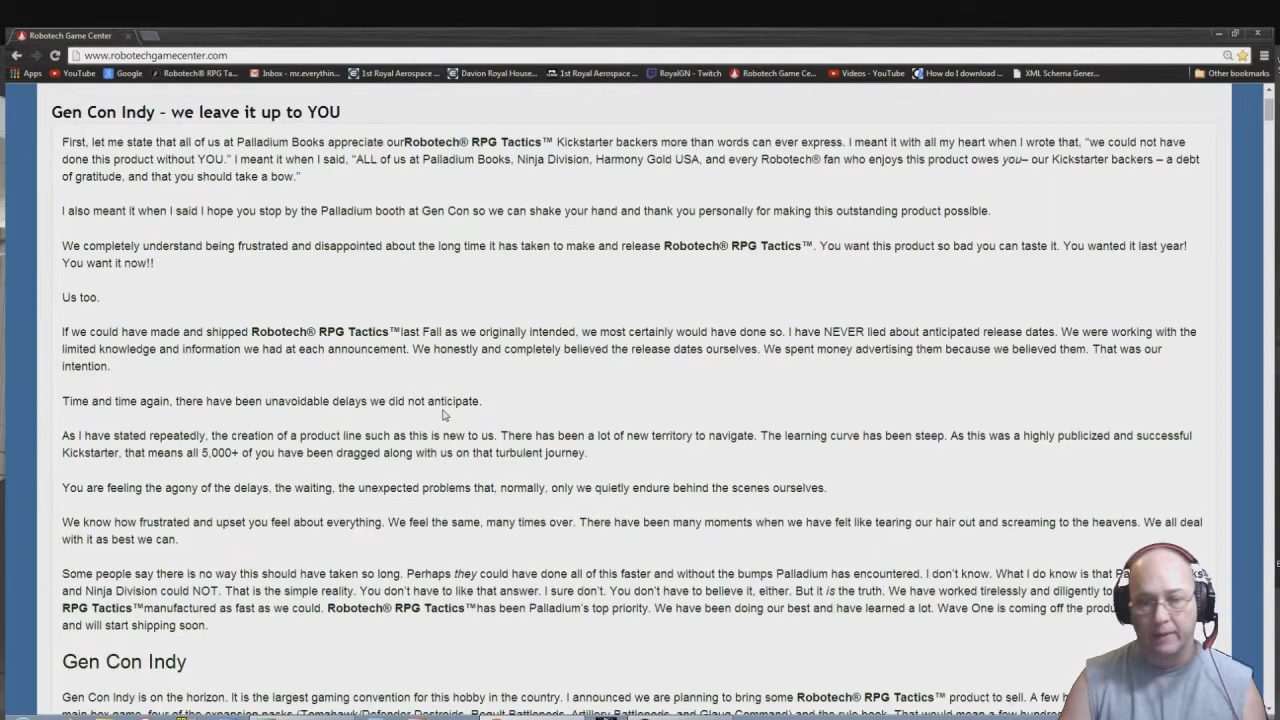 Robotech Game Center
www.robotechgamecenter.com
Apps YouTube Google Robotech® RPG Ta... Inbox - mr.everythin... 1st Royal Aerospace ... Davion Royal House... 1st Royal Aerospace ... RoyalGN - Twitch Robotech Game Ce... Videos - YouTube How do I download ... XML Schema Gener... Other bookmarks
Gen Con Indy – we leave it up to YOU
First, let me state that all of us at Palladium Books appreciate ourRobotech® RPG Tactics™ Kickstarter backers more than words can ever express. I meant it with all my heart when I wrote that, “we could not have
done this product without YOU.” I meant it when I said, “ALL of us at Palladium Books, Ninja Division, Harmony Gold USA, and every Robotech® fan who enjoys this product owes you– our Kickstarter backers – a debt
of gratitude, and that you should take a bow.”
I also meant it when I said I hope you stop by the Palladium booth at Gen Con so we can shake your hand and thank you personally for making this outstanding product possible.
We completely understand being frustrated and disappointed about the long time it has taken to make and release Robotech® RPG Tactics™. You want this product so bad you can taste it. You wanted it last year!
You want it now!!
Us too.
If we could have made and shipped Robotech® RPG Tactics™last Fall as we originally intended, we most certainly would have done so. I have NEVER lied about anticipated release dates. We were working with the
limited knowledge and information we had at each announcement. We honestly and completely believed the release dates ourselves. We spent money advertising them because we believed them. That was our
intention.
Time and time again, there have been unavoidable delays we did not anticipate.
As I have stated repeatedly, the creation of a product line such as this is new to us. There has been a lot of new territory to navigate. The learning curve has been steep. As this was a highly publicized and successful
Kickstarter, that means all 5,000+ of you have been dragged along with us on that turbulent journey.
You are feeling the agony of the delays, the waiting, the unexpected problems that, normally, only we quietly endure behind the scenes ourselves.
We know how frustrated and upset you feel about everything. We feel the same, many times over. There have been many moments when we have felt like tearing our hair out and screaming to the heavens. We all deal
with it as best we can.
Some people say there is no way this should have taken so long. Perhaps they could have done all of this faster and without the bumps Palladium has encountered. I don’t know. What I do know is that
and Ninja Division could NOT. That is the simple reality. You don’t have to like that answer. I sure don’t. You don’t have to believe it, either. But it is the truth. We have worked tirelessly and diligently to
RPG Tactics™manufactured as fast as we could. Robotech® RPG Tactics™has been Palladium’s top priority. We have been doing our best and have learned a lot. Wave One is coming off the
and will start shipping soon.
Gen Con Indy
Gen Con Indy is on the horizon. It is the largest gaming convention for this hobby in the country. I announced we are planning to bring some Robotech® RPG Tactics™ product to sell. A few
main box game, four of the expansion packs (Tomahawk/Defender Destroids, Regult Battlepods, Artillery Battlepods, and Glaug Command) and the rule book. That would mean a few